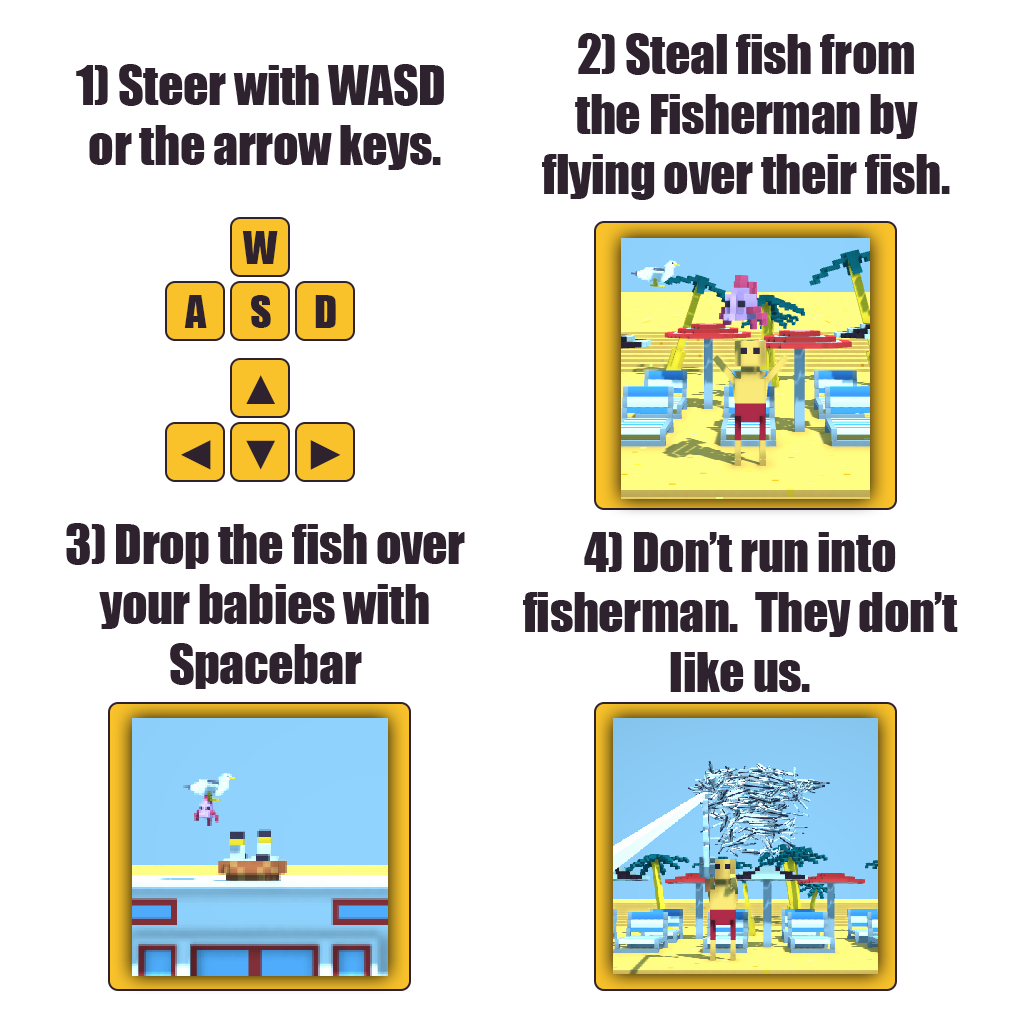 1) Steer with WASD
or the arrow keys.
W
A S D
▲
◀ ▼ ▶
2) Steal fish from
the Fisherman by
flying over their fish.
3) Drop the fish over
your babies with
Spacebar
4) Don’t run into
fisherman.  They don’t
like us.